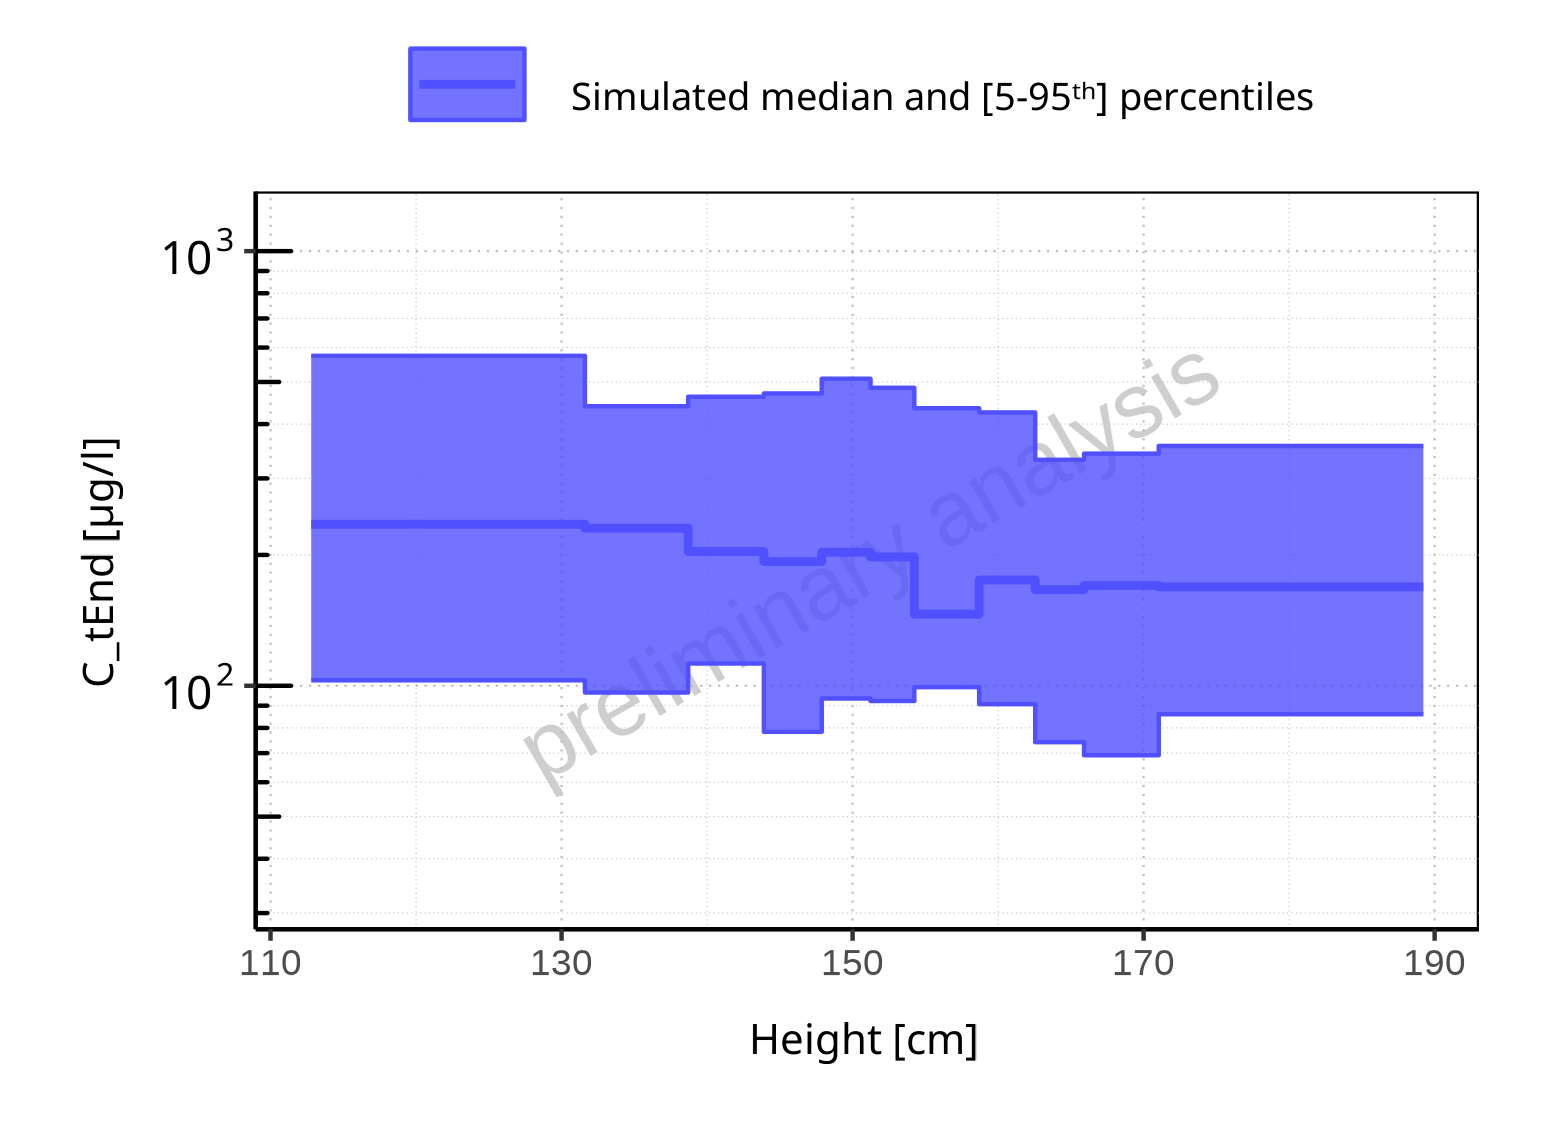 Simulated median and [5-95ᵗʰ] percentiles
10³
10²
C_tEnd [µg/l]
preliminary analysis
110 130 150 170 190
Height [cm]